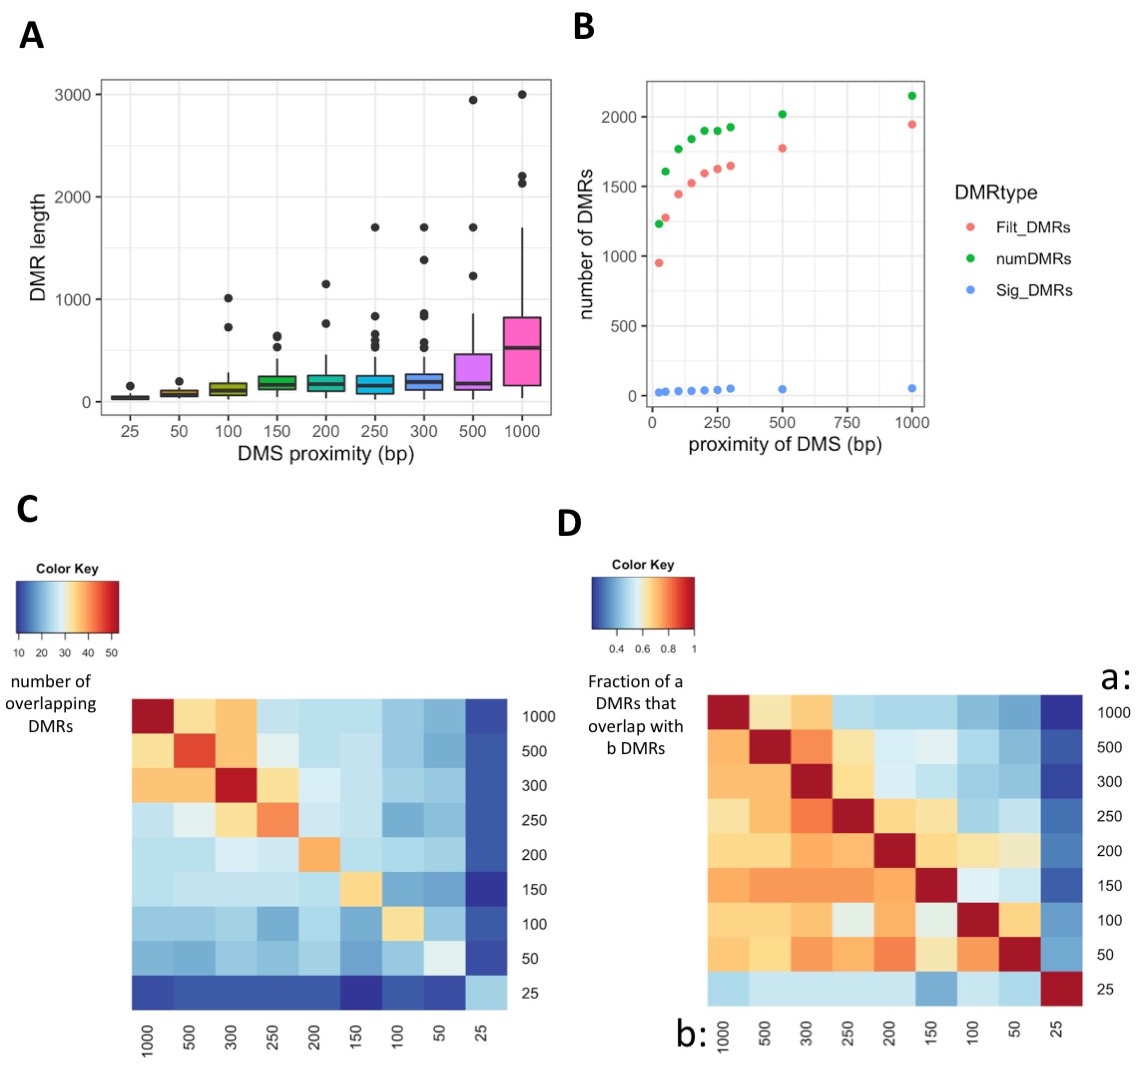 A
B
3000
2000
1000
0
DMR length
25 50 100 150 200 250 300 500 1000
DMS proximity (bp)
2000
1500
1000
500
0
number of DMRs
0 250 500 750 1000
proximity of DMS (bp)
DMRtype
Filt_DMRs
numDMRs
Sig_DMRs
C
D
Color Key
10 20 30 40 50
number of
overlapping
DMRs
1000
500
300
250
200
150
100
50
25
1000 500 300 250 200 150 100 50 25
Color Key
0.4 0.6 0.8 1
Fraction of a
DMRs that
overlap with
b DMRs
a:
1000
500
300
250
200
150
100
50
25
b:
1000 500 300 250 200 150 100 50 25